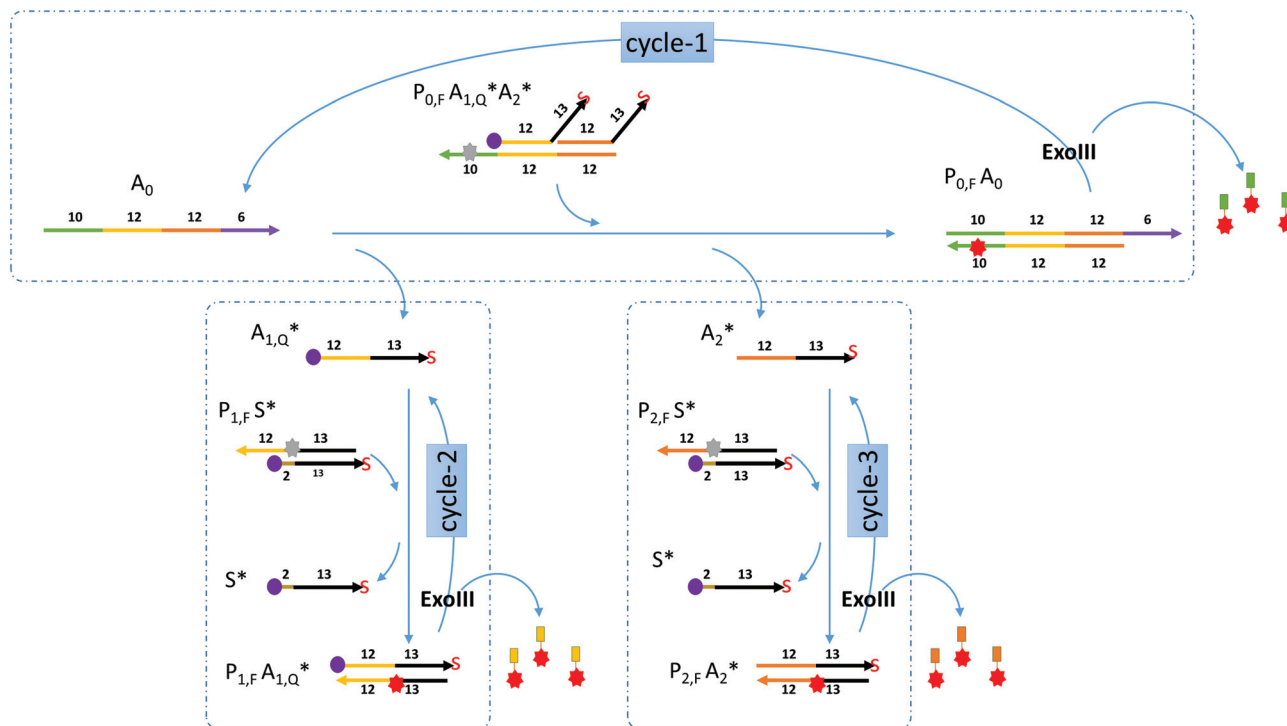 cycle-1
P0,F A1,Q*A2*
S S
13 13
12 12
10 12 12
ExoIII
A0
10 12 12 6
P0,F A0
10 12 12 6
10 12 12
A1,Q*
12 13 S
P1,F S*
12 13
2 13 S
cycle-2
S*
2 13 S
ExoIII
P1,F A1,Q*
12 13 S
12 13
A2*
12 13 S
P2,F S*
12 13
2 13 S
cycle-3
S*
2 13 S
ExoIII
P2,F A2*
12 13 S
12 13